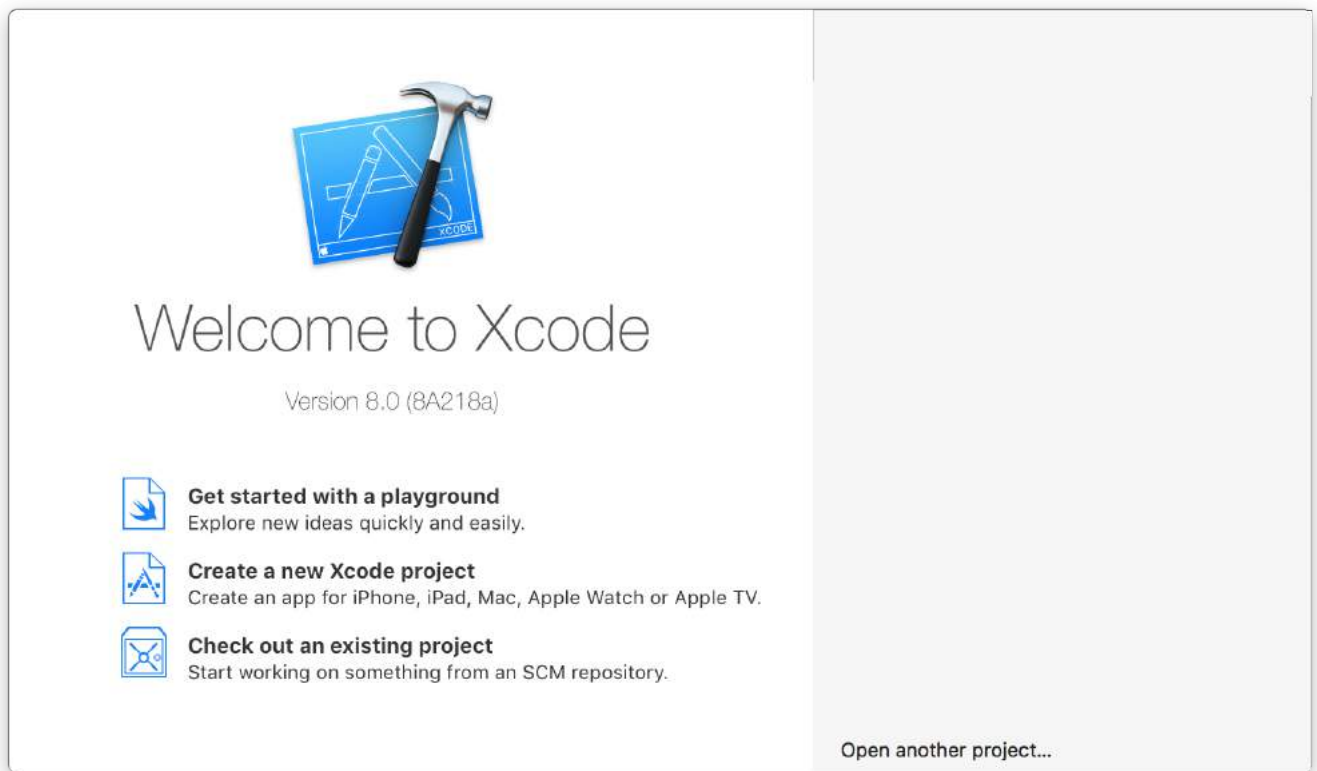 XCODE
Welcome to Xcode
Version 8.0 (8A218a)
Get started with a playground
Explore new ideas quickly and easily.
Create a new Xcode project
Create an app for iPhone, iPad, Mac, Apple Watch or Apple TV.
Check out an existing project
Start working on something from an SCM repository.
Open another project...